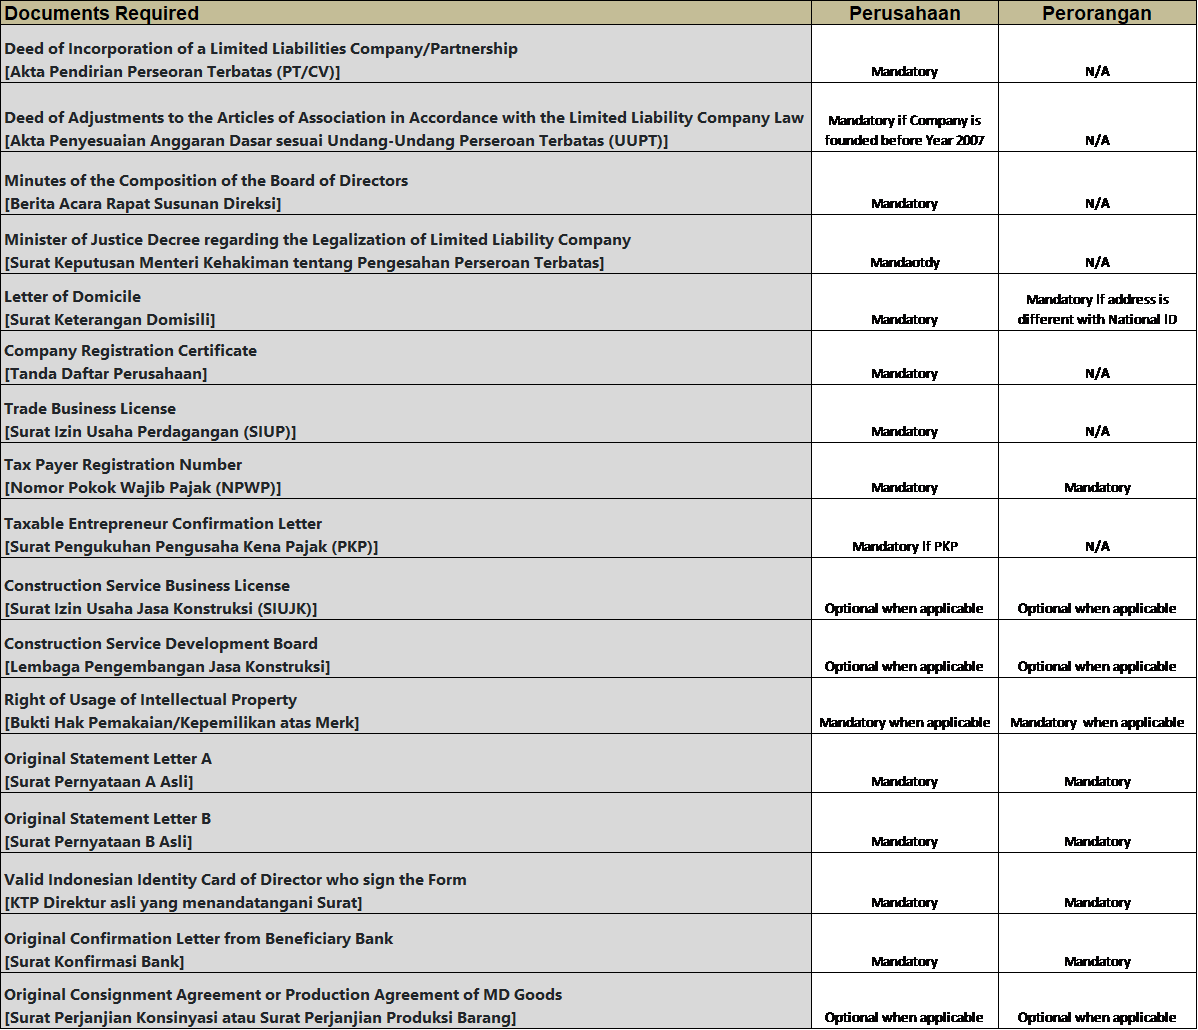 Documents Required Perusahaan Perorangan
Deed of Incorporation of a Limited Liabilities Company/Partnership
[Akta Pendirian Perseoran Terbatas (PT/CV)] Mandatory N/A
Deed of Adjustments to the Articles of Association in Accordance with the Limited Liability Company Law
[Akta Penyesuaian Anggaran Dasar sesuai Undang-Undang Perseroan Terbatas (UUPT)]
Mandatory if Company is
founded before Year 2007
N/A
Minutes of the Composition of the Board of Directors
[Berita Acara Rapat Susunan Direksi] Mandatory N/A
Minister of Justice Decree regarding the Legalization of Limited Liability Company
[Surat Keputusan Menteri Kehakiman tentang Pengesahan Perseroan Terbatas] Mandaotdy N/A
Letter of Domicile
[Surat Keterangan Domisili] Mandatory
Mandatory If address is
different with National ID
Company Registration Certificate
[Tanda Daftar Perusahaan] Mandatory N/A
Trade Business License
[Surat Izin Usaha Perdagangan (SIUP)] Mandatory N/A
Tax Payer Registration Number
[Nomor Pokok Wajib Pajak (NPWP)] Mandatory Mandatory
Taxable Entrepreneur Confirmation Letter
[Surat Pengukuhan Pengusaha Kena Pajak (PKP)] Mandatory If PKP N/A
Construction Service Business License
[Surat Izin Usaha Jasa Konstruksi (SIUJK)] Optional when applicable Optional when applicable
Construction Service Development Board
[Lembaga Pengembangan Jasa Konstruksi] Optional when applicable Optional when applicable
Right of Usage of Intellectual Property
[Bukti Hak Pemakaian/Kepemilikan atas Merk] Mandatory when applicable Mandatory when applicable
Original Statement Letter A
[Surat Pernyataan A Asli] Mandatory Mandatory
Original Statement Letter B
[Surat Pernyataan B Asli] Mandatory Mandatory
Valid Indonesian Identity Card of Director who sign the Form
[KTP Direktur asli yang menandatangani Surat] Mandatory Mandatory
Original Confirmation Letter from Beneficiary Bank
[Surat Konfirmasi Bank] Mandatory Mandatory
Original Consignment Agreement or Production Agreement of MD Goods
[Surat Perjanjian Konsinyasi atau Surat Perjanjian Produksi Barang] Optional when applicable Optional when applicable